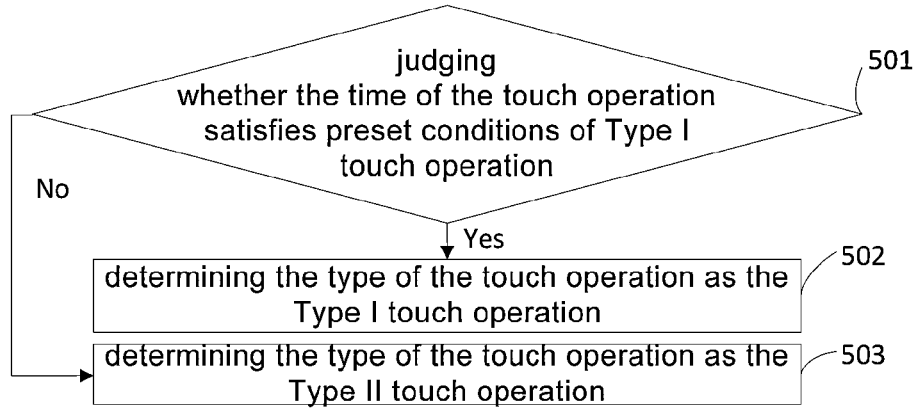 judging
whether the time of the touch operation
satisfies preset conditions of Type I
touch operation
501
No
Yes
determining the type of the touch operation as the
Type I touch operation
502
determining the type of the touch operation as the
Type II touch operation
503